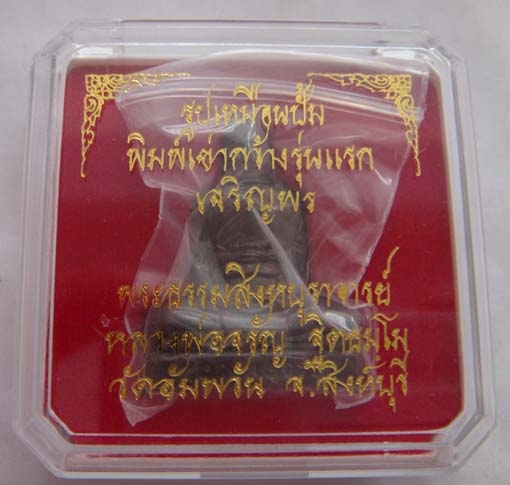 รูปเหมือนปั๊ม
พิมพ์เข่ากว้างรุ่นแรก
เจริญพร
พระธรรมสิงหบุราจารย์
หลวงพ่อจรัญ ฐิตธมฺโม
วัดอัมพวัน จ.สิงห์บุรี